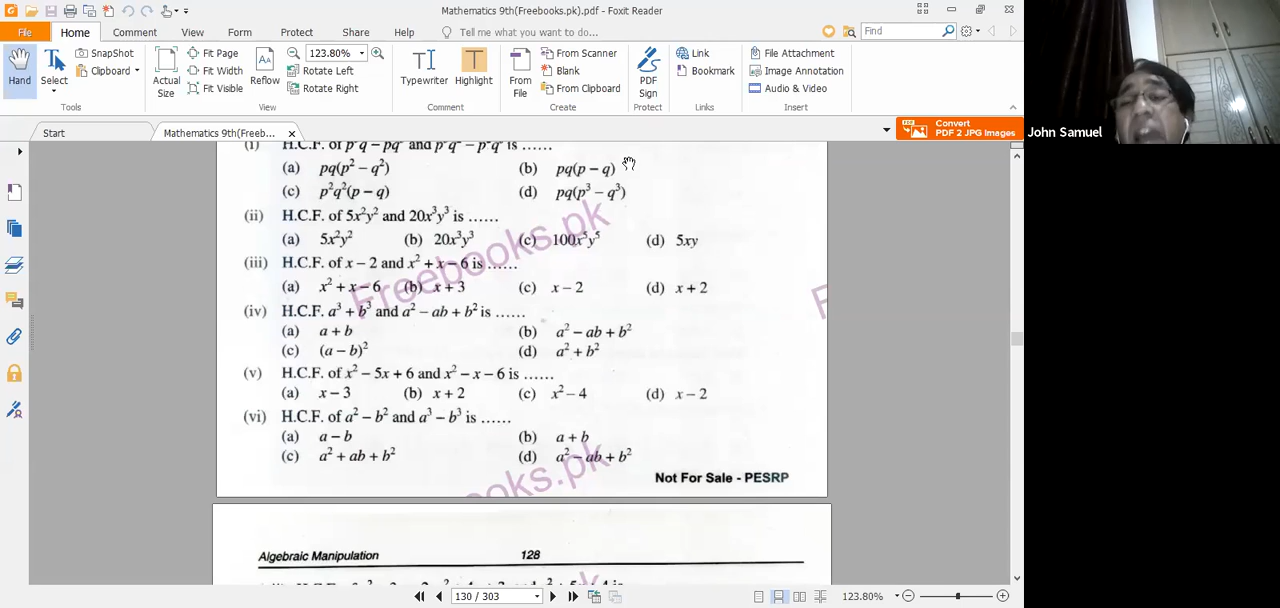 Mathematics 9th(Freebooks.pk).pdf - Foxit Reader
File Home Comment View Form Protect Share Help Tell me what you want to do... Find
Hand Select SnapShot Clipboard Actual Size Fit Page Fit Width Fit Visible Reflow 123.80% Rotate Left Rotate Right Typewriter Highlight From File From Scanner Blank From Clipboard PDF Sign Link Bookmark File Attachment Image Annotation Audio & Video
Tools View Comment Create Protect Links Insert
Start Mathematics 9th(Freeb... Convert PDF 2 JPG Images
John Samuel
(a) pq(p² − q²) (b) pq(p − q)
(c) p²q²(p − q) (d) pq(p³ − q³)
(ii) H.C.F. of 5x²y² and 20x³y³ is ......
(a) 5x²y² (b) 20x³y³ (c) 100x⁵y⁵ (d) 5xy
(iii) H.C.F. of x − 2 and x² + x − 6 is ......
(a) x² + x − 6 (b) x + 3 (c) x − 2 (d) x + 2
(iv) H.C.F. a³ + b³ and a² − ab + b² is ......
(a) a + b (b) a² − ab + b²
(c) (a − b)² (d) a² + b²
(v) H.C.F. of x² − 5x + 6 and x² − x − 6 is ......
(a) x − 3 (b) x + 2 (c) x² − 4 (d) x − 2
(vi) H.C.F. of a² − b² and a³ − b³ is ......
(a) a − b (b) a + b
(c) a² + ab + b² (d) a² − ab + b²
Freebooks.pk
Not For Sale - PESRP
Algebraic Manipulation 128
130 / 303 123.80%